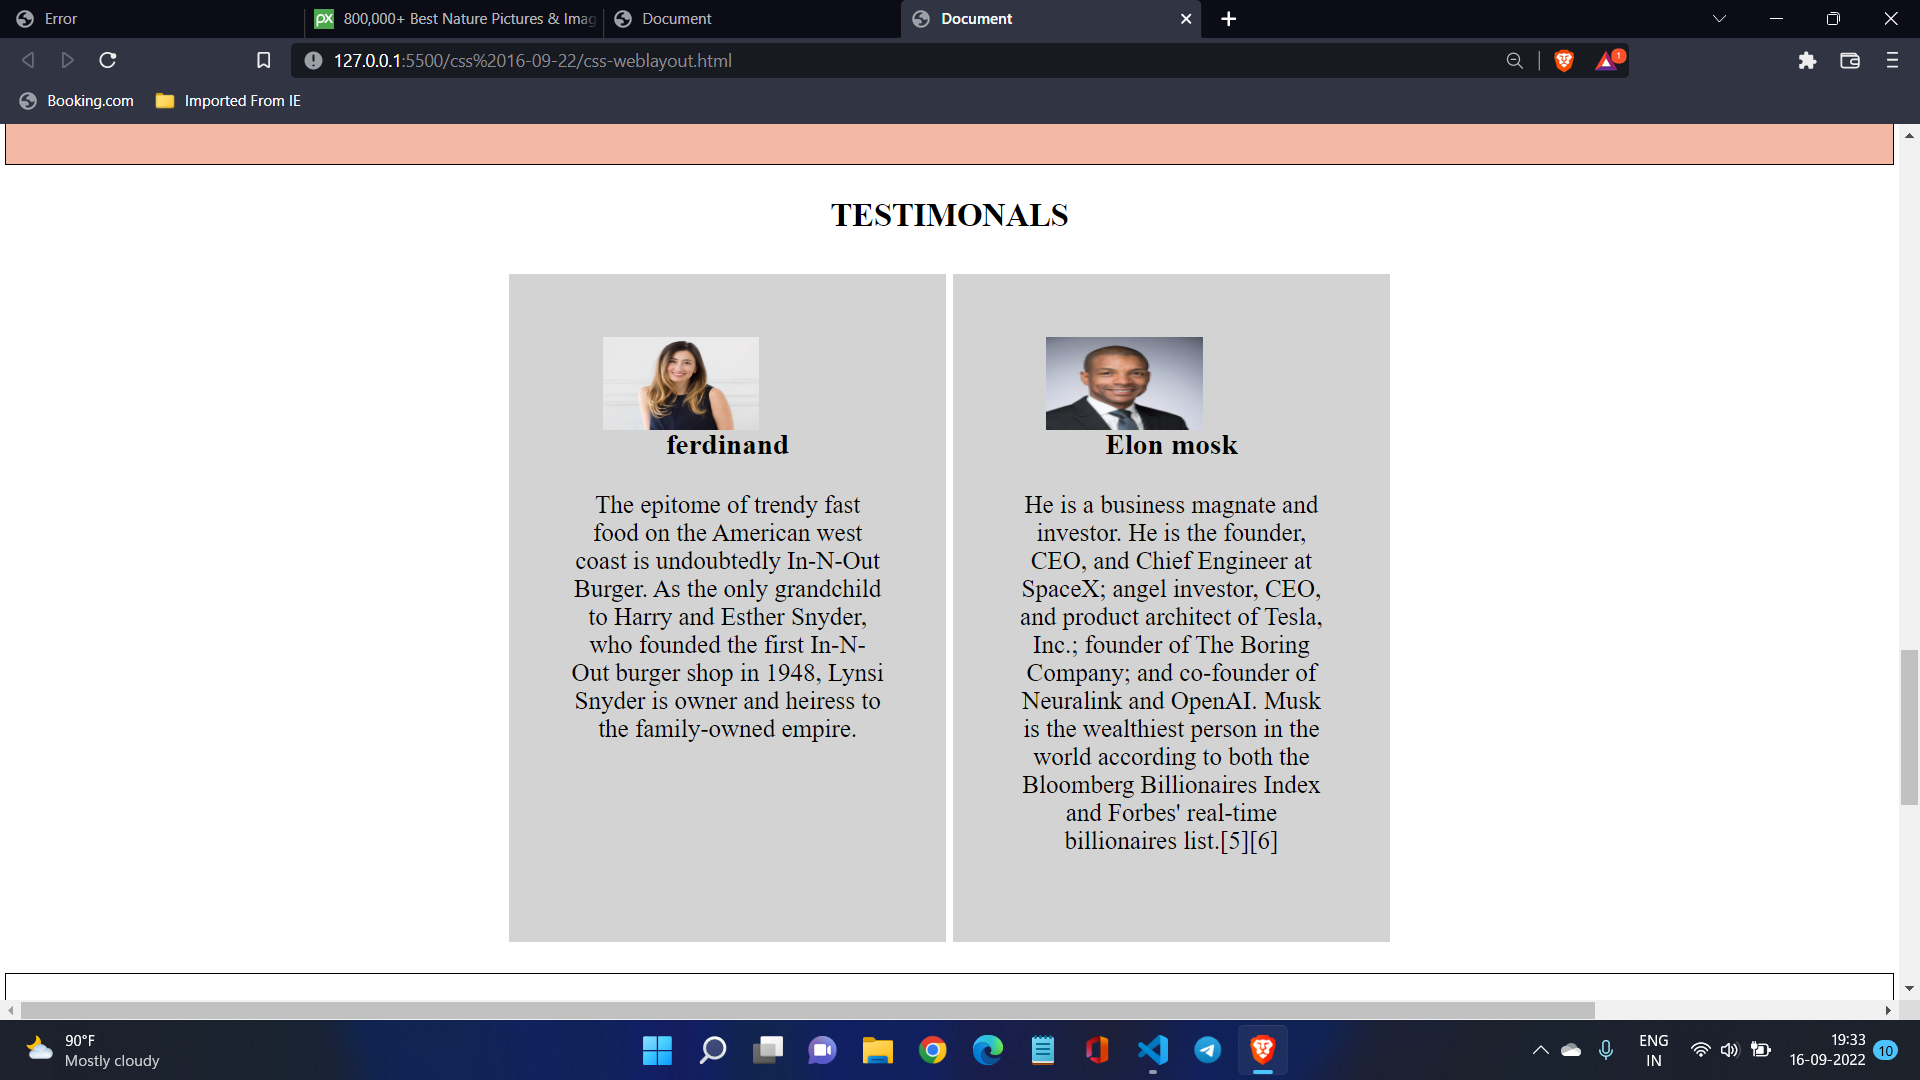 Error
PX
800,000+ Best Nature Pictures & Imag
Document
Document
127.0.0.1:5500/css%2016-09-22/css-weblayout.html
1
Booking.com
Imported From IE
TESTIMONALS
ferdinand
The epitome of trendy fast
food on the American west
coast is undoubtedly In-N-Out
Burger. As the only grandchild
to Harry and Esther Snyder,
who founded the first In-N-
Out burger shop in 1948, Lynsi
Snyder is owner and heiress to
the family-owned empire.
Elon mosk
He is a business magnate and
investor. He is the founder,
CEO, and Chief Engineer at
SpaceX; angel investor, CEO,
and product architect of Tesla,
Inc.; founder of The Boring
Company; and co-founder of
Neuralink and OpenAI. Musk
is the wealthiest person in the
world according to both the
Bloomberg Billionaires Index
and Forbes' real-time
billionaires list.[5][6]
90°F
Mostly cloudy
ENG
IN
19:33
16-09-2022
10